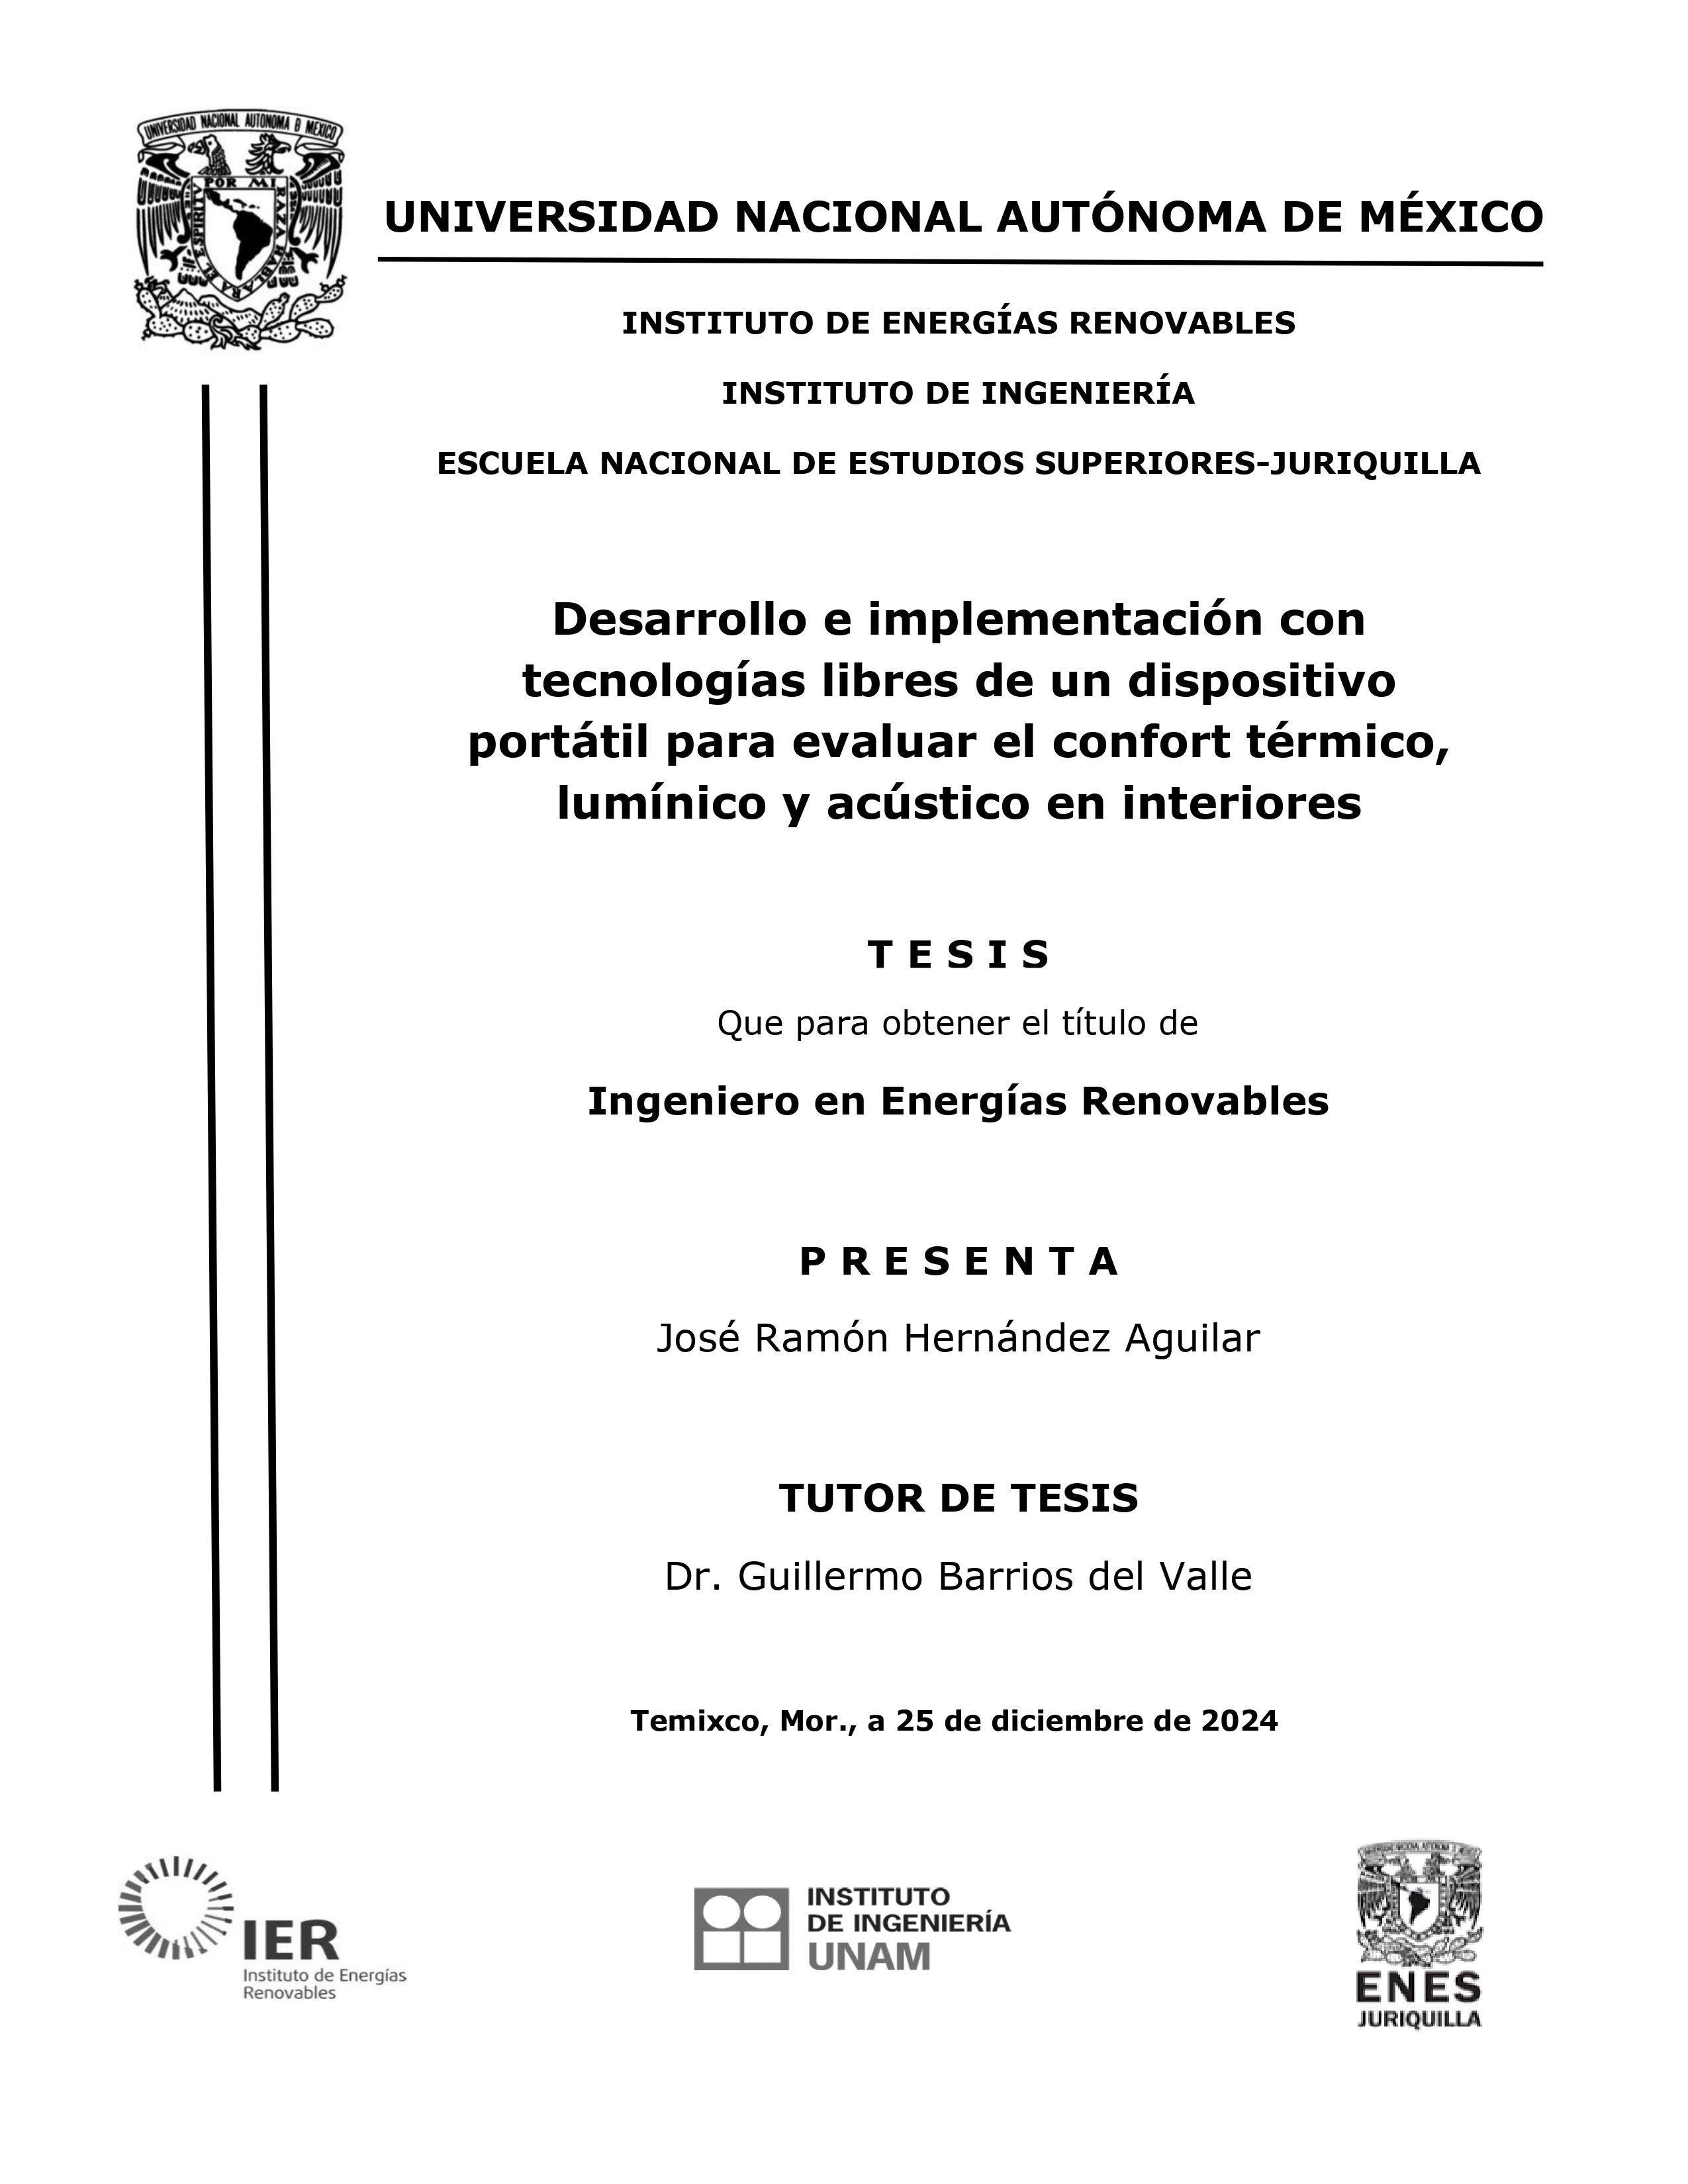 UNIVERSIDAD NACIONAL AUTONOMA D MEXICO
POR MI RAZA HABLARA EL ESPIRITU
UNIVERSIDAD NACIONAL AUTÓNOMA DE MÉXICO
INSTITUTO DE ENERGÍAS RENOVABLES
INSTITUTO DE INGENIERÍA
ESCUELA NACIONAL DE ESTUDIOS SUPERIORES-JURIQUILLA
Desarrollo e implementación con
tecnologías libres de un dispositivo
portátil para evaluar el confort térmico,
lumínico y acústico en interiores
T E S I S
Que para obtener el título de
Ingeniero en Energías Renovables
P R E S E N T A
José Ramón Hernández Aguilar
TUTOR DE TESIS
Dr. Guillermo Barrios del Valle
Temixco, Mor., a 25 de diciembre de 2024
IER
Instituto de Energías
Renovables
INSTITUTO
DE INGENIERÍA
UNAM
ENES
JURIQUILLA